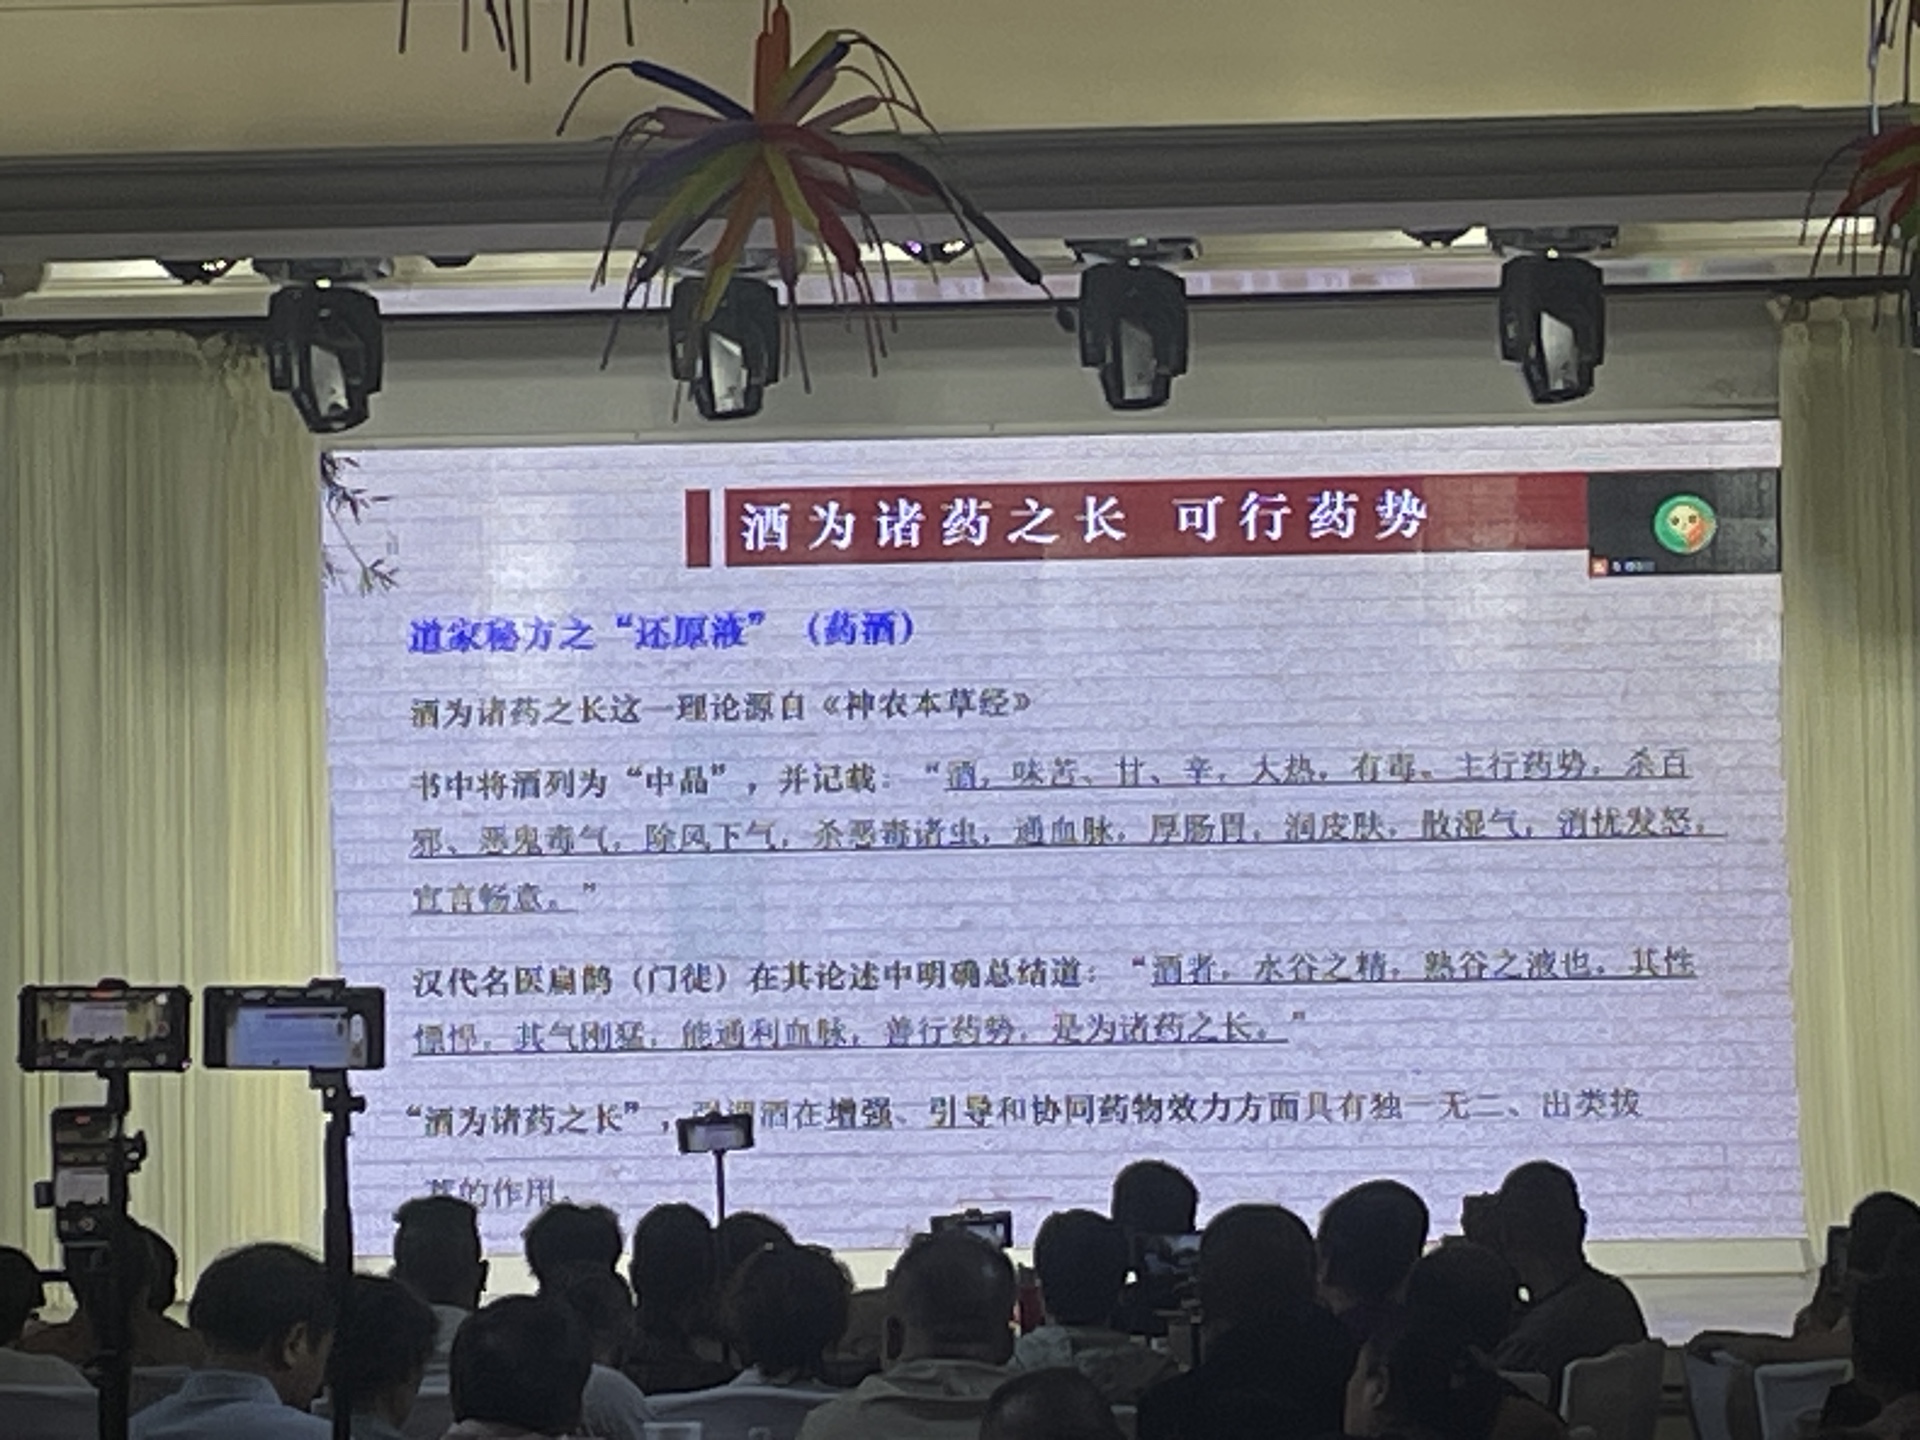 酒为诸药之长 可行药势
道家秘方之“还原液”（药酒）
酒为诸药之长这一理论源自《神农本草经》
书中将酒列为“中品”，并记载：“酒，味苦、甘、辛，大热，有毒。主行药势，杀百
邪、恶鬼毒气，除风下气，杀恶毒诸虫，通血脉，厚肠胃，润皮肤，散湿气，消忧发怒，
宣言畅意。”
汉代名医扁鹊（门徒）在其论述中明确总结道：“酒者，水谷之精，熟谷之液也，其性
慓悍，其气刚猛，能通利血脉，善行药势，是为诸药之长。”
“酒为诸药之长”，强调酒在增强、引导和协同药物效力方面具有独一无二、出类拔
萃的作用。